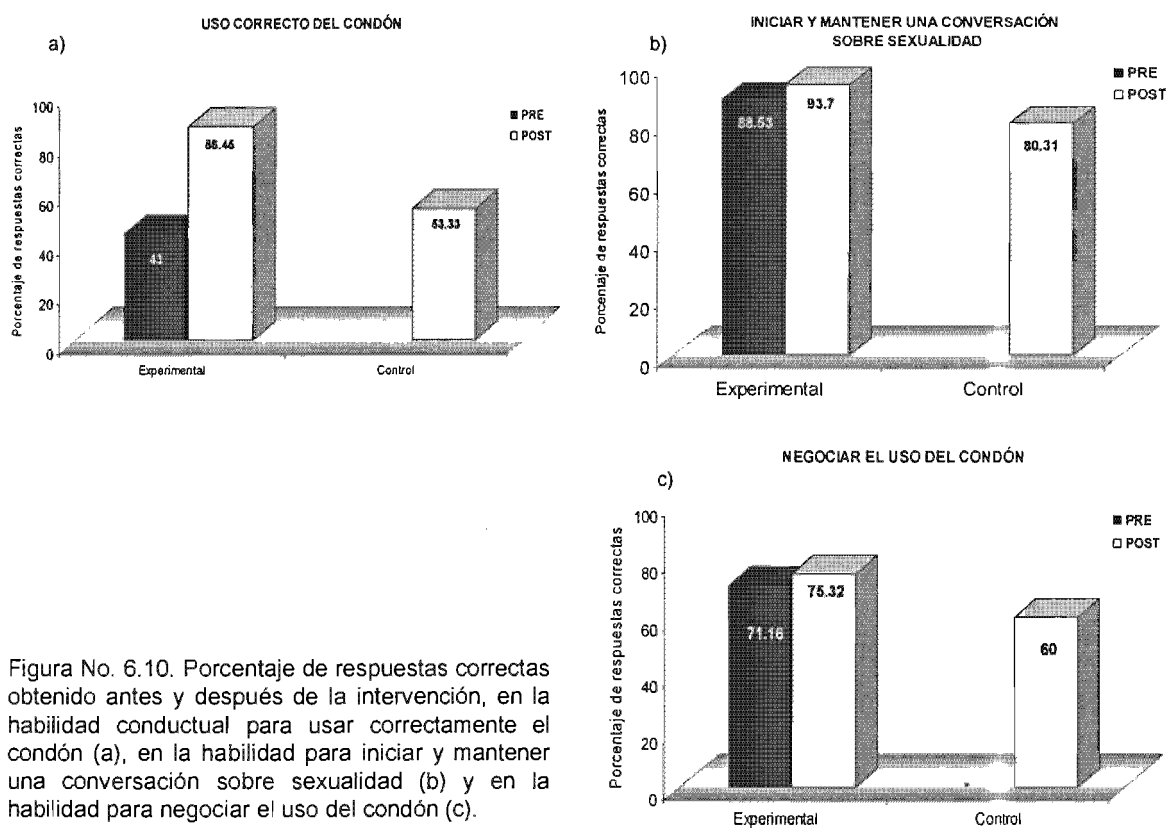 USO CORRECTO DEL CONDÓN
a)
Porcentaje de respuestas correctas
100
80
60
40
20
0
43
53.33
PRE
POST
Experimental
Control
INICIAR Y MANTENER UNA CONVERSACIÓN
SOBRE SEXUALIDAD
b)
Porcentaje de respuestas correctas
100
80
60
40
20
0
88.53
93.7
80.31
PRE
POST
Experimental
Control
NEGOCIAR EL USO DEL CONDÓN
c)
Porcentaje de respuestas correctas
100
80
60
40
20
0
71.16
75.32
60
PRE
POST
Experimental
Control
Figura No. 6.10. Porcentaje de respuestas correctas
obtenido antes y después de la intervención, en la
habilidad conductual para usar correctamente el
condón (a), en la habilidad para iniciar y mantener
una conversación sobre sexualidad (b) y en la
habilidad para negociar el uso del condón (c).